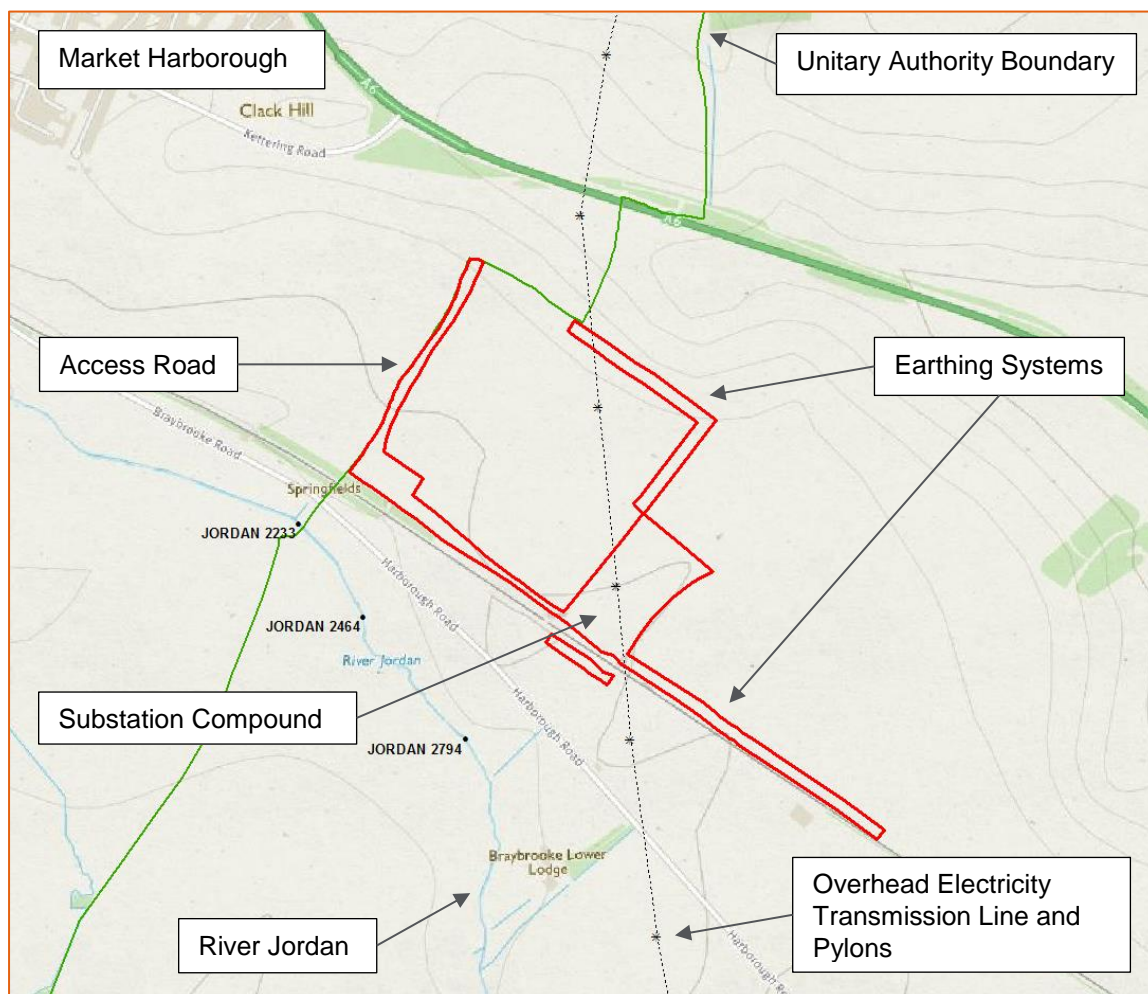 Market Harborough
Unitary Authority Boundary
A6
Clack Hill
Kettering Road
A6
Access Road
Earthing Systems
Braybrooke Road
Springfields
JORDAN 2233
Harborough Road
JORDAN 2464
River Jordan
Substation Compound
Harborough Road
JORDAN 2794
Braybrooke Lower
Lodge
Overhead Electricity
Transmission Line and
Pylons
River Jordan